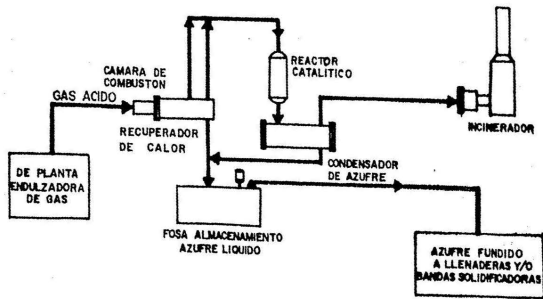 CAMARA DE
COMBUSTON
GAS ACIDO
RECUPERADOR
DE CALOR
REACTOR
CATALITICO
INCINERADOR
DE PLANTA
ENDULZADORA
DE GAS
CONDENSADOR
DE AZUFRE
FOSA ALMACENAMIENTO
AZUFRE LIQUIDO
AZUFRE FUNDIDO
A LLENADERAS Y/O
BANDAS SOLIDIFICADORAS